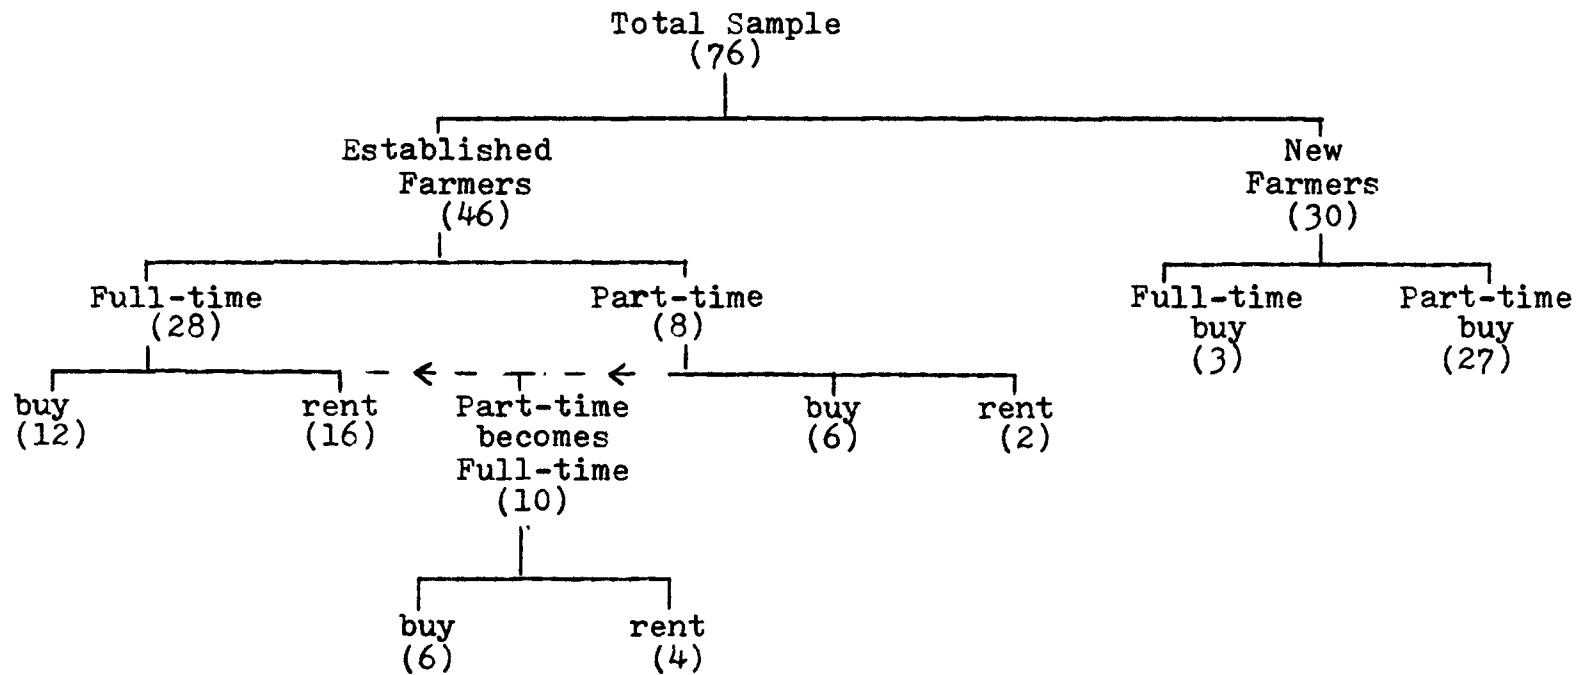 Total Sample
(76)
Established
Farmers
(46)
New
Farmers
(30)
Full-time
(28)
Part-time
(8)
Full-time
buy
(3)
Part-time
buy
(27)
buy
(12)
rent
(16)
Part-time
becomes
Full-time
(10)
buy
(6)
rent
(2)
buy
(6)
rent
(4)